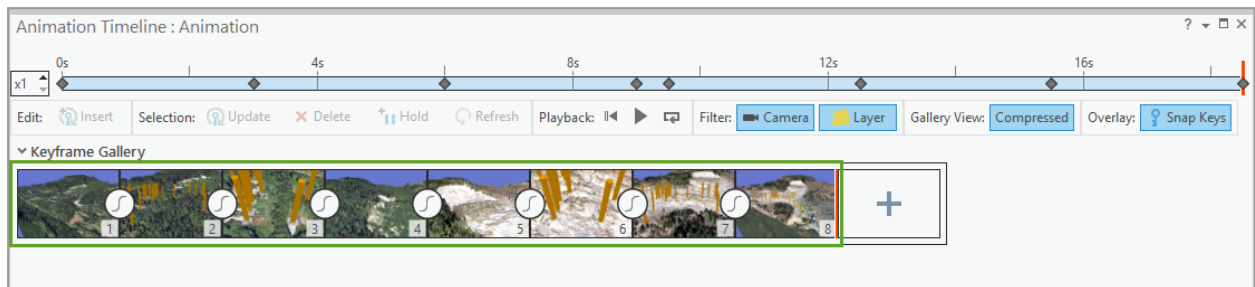 Animation Timeline : Animation
?
0s 4s 8s 12s 16s
x1
Edit: Insert Selection: Update Delete Hold Refresh Playback: Filter: Camera Layer Gallery View: Compressed Overlay: Snap Keys
Keyframe Gallery
1 2 3 4 5 6 7 8